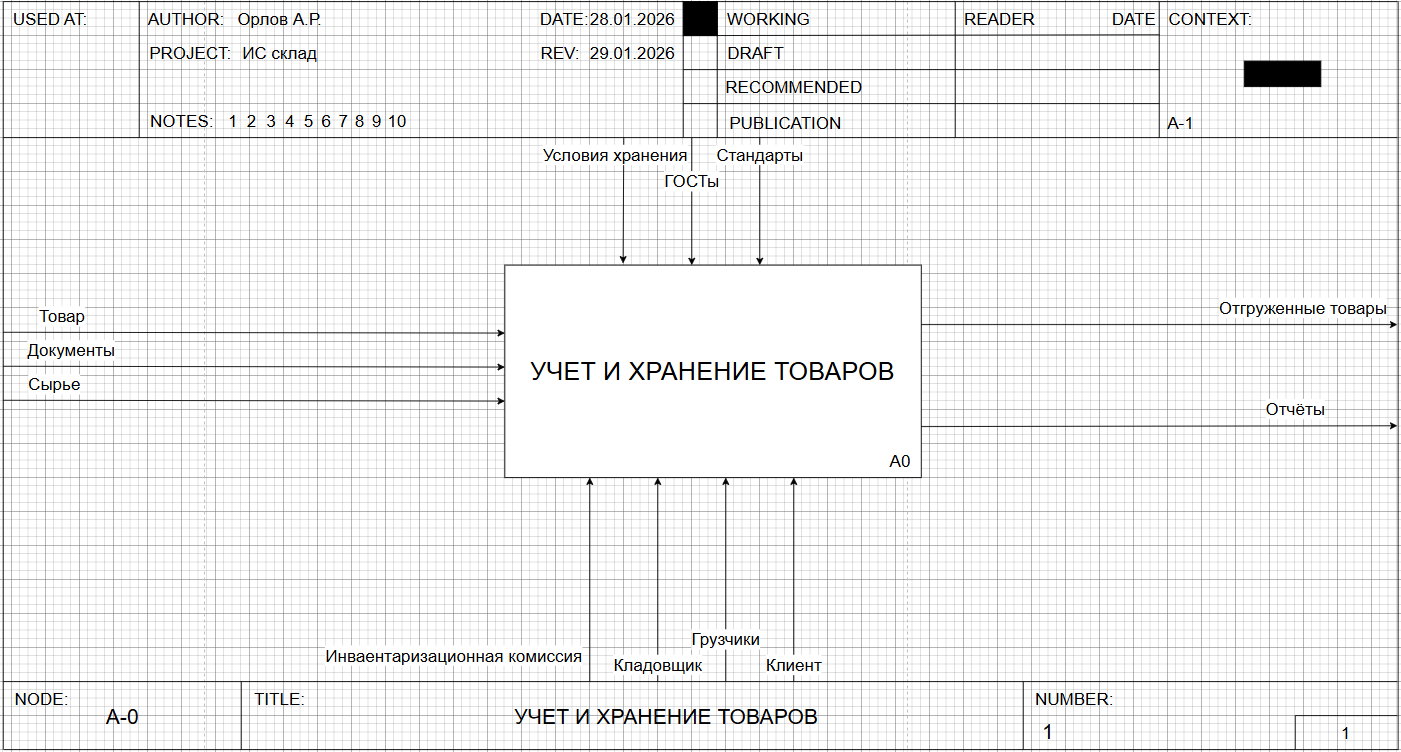 USED AT:
AUTHOR: Орлов А.Р.
DATE:28.01.2026
WORKING
READER
DATE
CONTEXT:
PROJECT: ИС склад
REV: 29.01.2026
DRAFT
RECOMMENDED
NOTES: 1 2 3 4 5 6 7 8 9 10
PUBLICATION
A-1
Условия хранения
Стандарты
ГОСТы
Товар
Документы
Сырье
УЧЕТ И ХРАНЕНИЕ ТОВАРОВ
A0
Отгруженные товары
Отчёты
Инваентаризационная комиссия
Кладовщик
Грузчики
Клиент
NODE:
A-0
TITLE:
УЧЕТ И ХРАНЕНИЕ ТОВАРОВ
NUMBER:
1
1